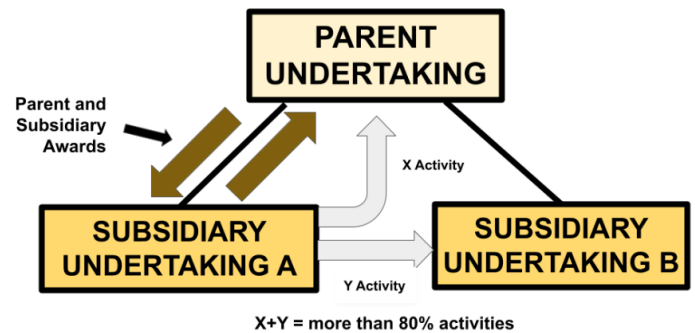 PARENT
UNDERTAKING
Parent and
Subsidiary
Awards
X Activity
SUBSIDIARY
UNDERTAKING A
SUBSIDIARY
UNDERTAKING B
Y Activity
X+Y = more than 80% activities